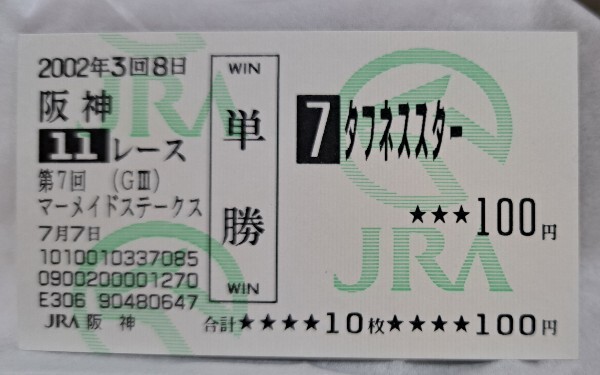 2002年3回8日
阪神
11レース
第7回 (GⅢ)
マーメイドステークス
7月7日
1010010337085
0900200001270
E306 90480647
JRA 阪 神
WIN
単
勝
WIN
7 タフネススター
★★★100円
JRA
JRA
合計★★★★10枚★★★★100円